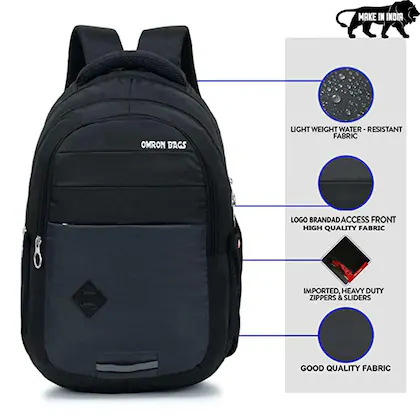 MAKE IN INDIA
OMRON BAGS
LIGHT WEIGHT WATER - RESISTANT
FABRIC
LOGO BRANDAD ACCESS FRONT
HIGH QUALITY FABRIC
IMPORTED, HEAVY DUTY
ZIPPERS & SLIDERS
GOOD QUALITY FABRIC